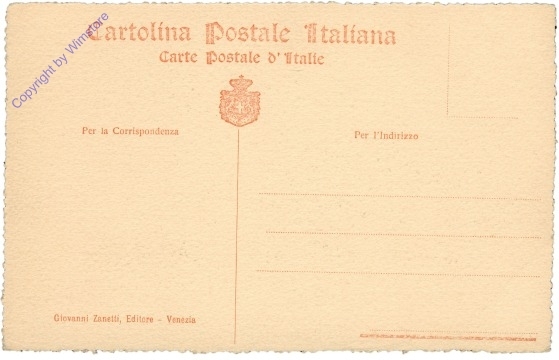 Cartolina Postale Italiana
Carte Postale d'Italie
Copyright by Wimstore
Per la Corrispondenza
Per l'Indirizzo
Giovanni Zanetti, Editore - Venezia